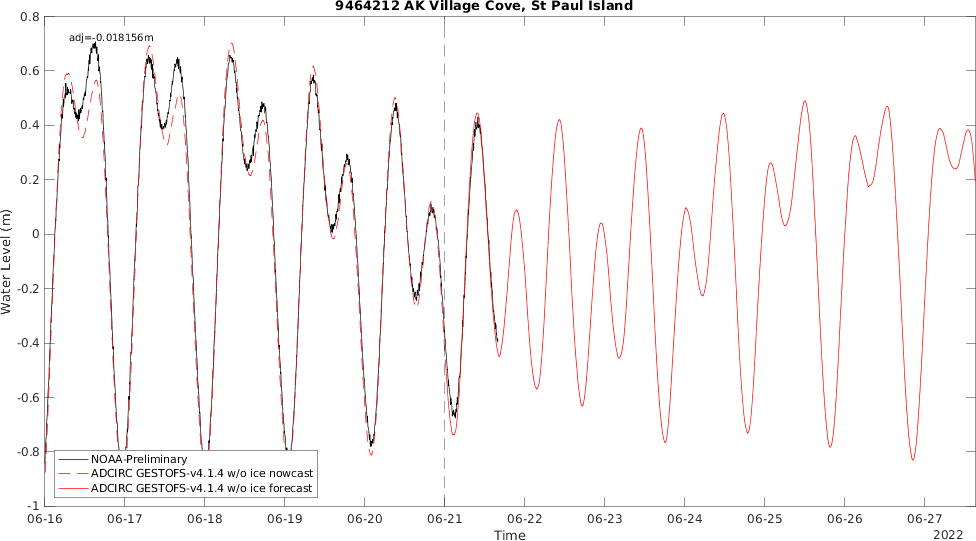 9464212 AK Village Cove, St Paul Island
adj=-0.018156m
0.8
0.6
0.4
0.2
0
-0.2
-0.4
-0.6
-0.8
-1
Water Level (m)
NOAA-Preliminary
ADCIRC GESTOFS-v4.1.4 w/o ice nowcast
ADCIRC GESTOFS-v4.1.4 w/o ice forecast
06-16 06-17 06-18 06-19 06-20 06-21 06-22 06-23 06-24 06-25 06-26 06-27
Time
2022